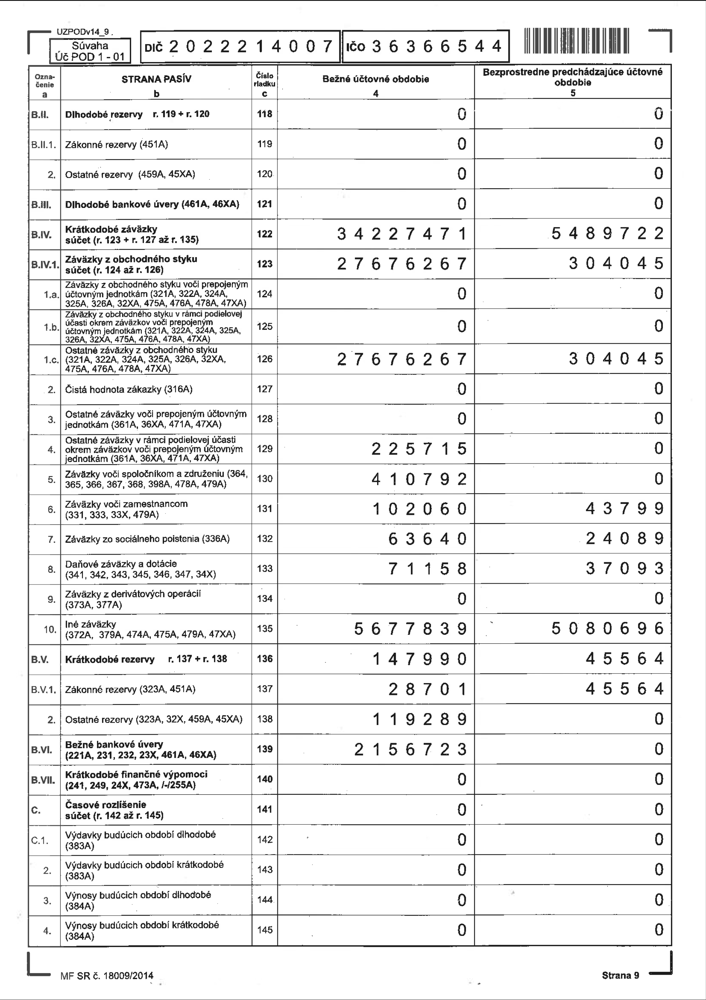 UZPODv14_9
Súvaha
Úč POD 1 - 01
DIČ 2 0 2 2 2 1 4 0 0 7
IČO 3 6 3 6 6 5 4 4
Ozna-
čenie
a
STRANA PASÍV
b
Číslo
riadku
c
Bežné účtovné obdobie
4
Bezprostredne predchádzajúce účtovné
obdobie
5
B.II. Dlhodobé rezervy r. 119 + r. 120 118 0 0
B.II.1. Zákonné rezervy (451A) 119 0 0
2. Ostatné rezervy (459A, 45XA) 120 0 0
B.III. Dlhodobé bankové úvery (461A, 46XA) 121 0 0
B.IV. Krátkodobé záväzky
súčet (r. 123 + r. 127 až r. 135) 122 3 4 2 2 7 4 7 1 5 4 8 9 7 2 2
B.IV.1. Záväzky z obchodného styku
súčet (r. 124 až r. 126) 123 2 7 6 7 6 2 6 7 3 0 4 0 4 5
1.a. Záväzky z obchodného styku voči prepojeným
účtovným jednotkám (321A, 322A, 324A,
325A, 326A, 32XA, 475A, 476A, 478A, 47XA) 124 0 0
1.b. Záväzky z obchodného styku v rámci podielovej
účasti okrem záväzkov voči prepojeným
účtovným jednotkám (321A, 322A, 324A, 325A,
326A, 32XA, 475A, 476A, 478A, 47XA) 125 0 0
1.c. Ostatné záväzky z obchodného styku
(321A, 322A, 324A, 325A, 326A, 32XA,
475A, 476A, 478A, 47XA) 126 2 7 6 7 6 2 6 7 3 0 4 0 4 5
2. Čistá hodnota zákazky (316A) 127 0 0
3. Ostatné záväzky voči prepojeným účtovným
jednotkám (361A, 36XA, 471A, 47XA) 128 0 0
4. Ostatné záväzky v rámci podielovej účasti
okrem záväzkov voči prepojeným účtovným
jednotkám (361A, 36XA, 471A, 47XA) 129 2 2 5 7 1 5 0
5. Záväzky voči spoločníkom a združeniu (364,
365, 366, 367, 368, 398A, 478A, 479A) 130 4 1 0 7 9 2 0
6. Záväzky voči zamestnancom
(331, 333, 33X, 479A) 131 1 0 2 0 6 0 4 3 7 9 9
7. Záväzky zo sociálneho poistenia (336A) 132 6 3 6 4 0 2 4 0 8 9
8. Daňové záväzky a dotácie
(341, 342, 343, 345, 346, 347, 34X) 133 7 1 1 5 8 3 7 0 9 3
9. Záväzky z derivátových operácií
(373A, 377A) 134 0 0
10. Iné záväzky
(372A, 379A, 474A, 475A, 479A, 47XA) 135 5 6 7 7 8 3 9 5 0 8 0 6 9 6
B.V. Krátkodobé rezervy r. 137 + r. 138 136 1 4 7 9 9 0 4 5 5 6 4
B.V.1. Zákonné rezervy (323A, 451A) 137 2 8 7 0 1 4 5 5 6 4
2. Ostatné rezervy (323A, 32X, 459A, 45XA) 138 1 1 9 2 8 9 0
B.VI. Bežné bankové úvery
(221A, 231, 232, 23X, 461A, 46XA) 139 2 1 5 6 7 2 3 0
B.VII. Krátkodobé finančné výpomoci
(241, 249, 24X, 473A, /-/255A) 140 0 0
C. Časové rozlíšenie
súčet (r. 142 až r. 145) 141 0 0
C.1. Výdavky budúcich období dlhodobé
(383A) 142 0 0
2. Výdavky budúcich období krátkodobé
(383A) 143 0 0
3. Výnosy budúcich období dlhodobé
(384A) 144 0 0
4. Výnosy budúcich období krátkodobé
(384A) 145 0 0
MF SR č. 18009/2014
Strana 9